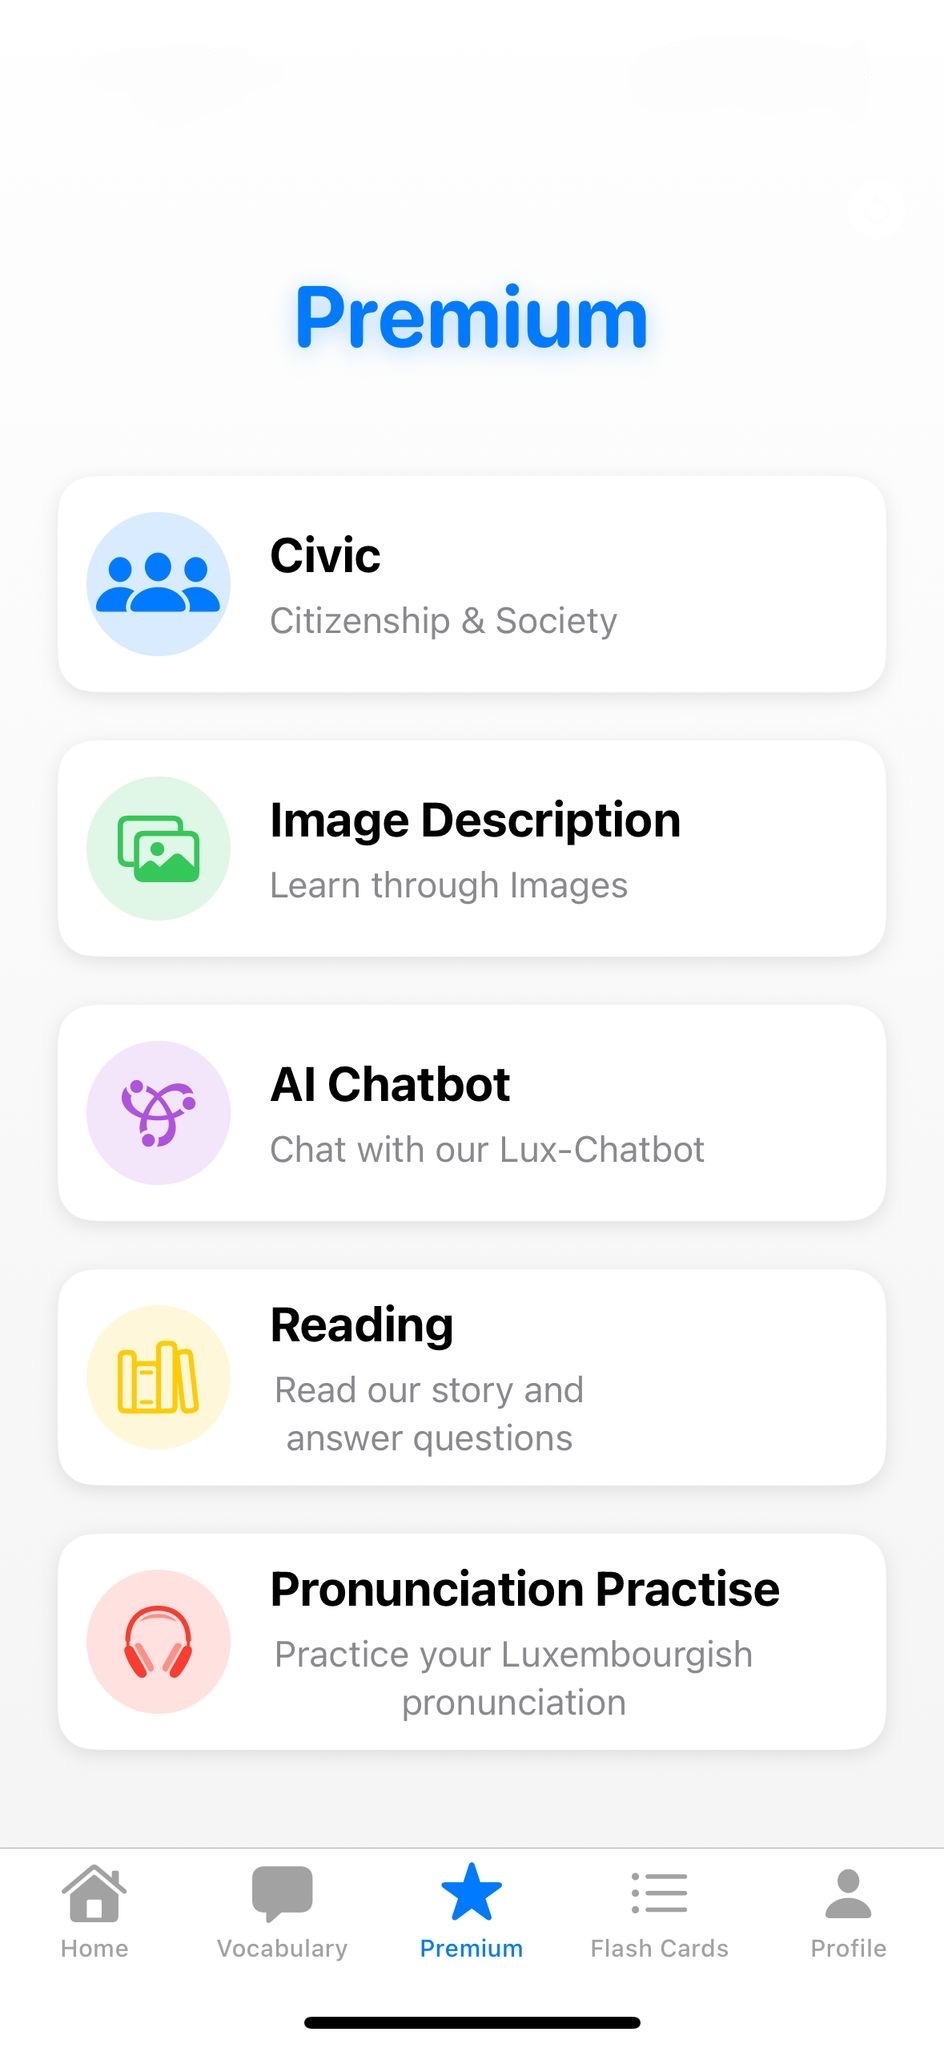 Premium
Civic
Citizenship & Society
Image Description
Learn through Images
AI Chatbot
Chat with our Lux-Chatbot
Reading
Read our story and
answer questions
Pronunciation Practise
Practice your Luxembourgish
pronunciation
Home
Vocabulary
Premium
Flash Cards
Profile